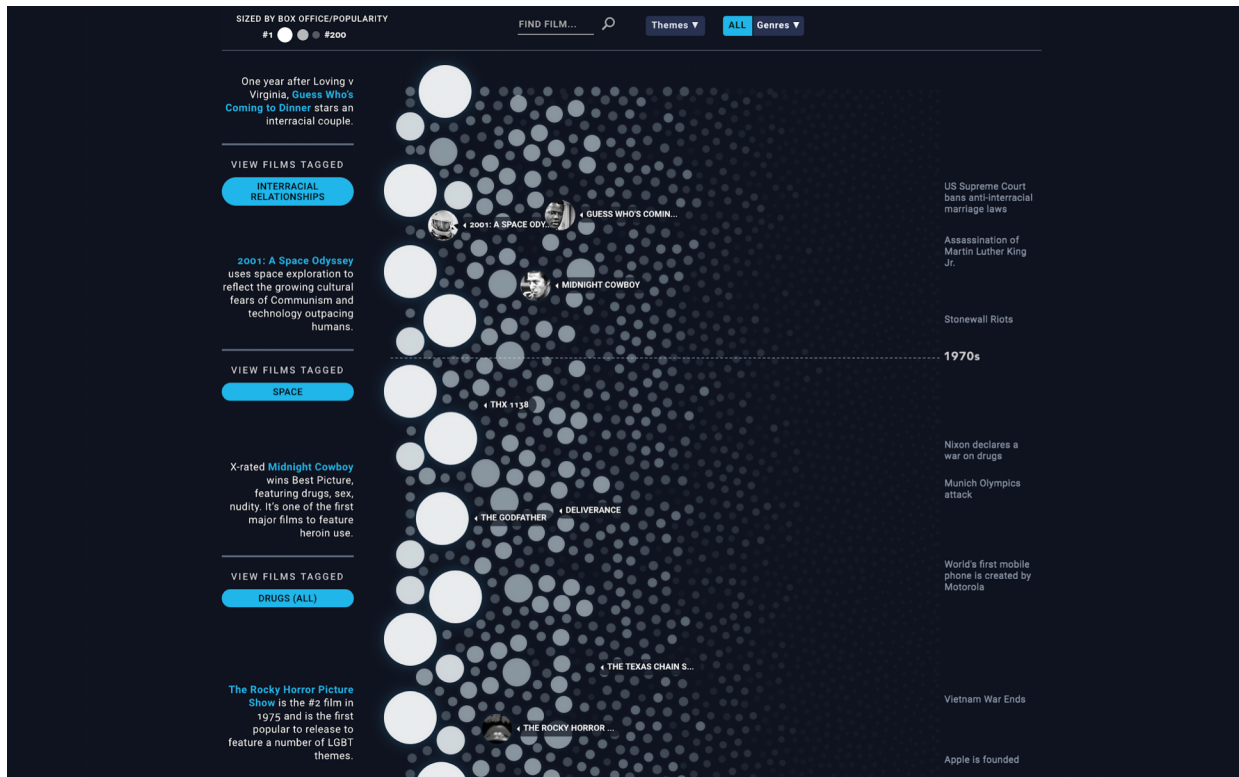 SIZED BY BOX OFFICE/POPULARITY
#1 #200
FIND FILM...
Themes ▼
ALL Genres ▼
One year after Loving v
Virginia, Guess Who's
Coming to Dinner stars an
interracial couple.
VIEW FILMS TAGGED
INTERRACIAL
RELATIONSHIPS
2001: A Space Odyssey
uses space exploration to
reflect the growing cultural
fears of Communism and
technology outpacing
humans.
VIEW FILMS TAGGED
SPACE
X-rated Midnight Cowboy
wins Best Picture,
featuring drugs, sex,
nudity. It's one of the first
major films to feature
heroin use.
VIEW FILMS TAGGED
DRUGS (ALL)
The Rocky Horror Picture
Show is the #2 film in
1975 and is the first
popular to release to
feature a number of LGBT
themes.
GUESS WHO'S COMIN...
2001: A SPACE ODY...
MIDNIGHT COWBOY
THX 1138
DELIVERANCE
THE GODFATHER
THE TEXAS CHAIN S...
THE ROCKY HORROR ...
US Supreme Court
bans anti-interracial
marriage laws
Assassination of
Martin Luther King
Jr.
Stonewall Riots
1970s
Nixon declares a
war on drugs
Munich Olympics
attack
World's first mobile
phone is created by
Motorola
Vietnam War Ends
Apple is founded